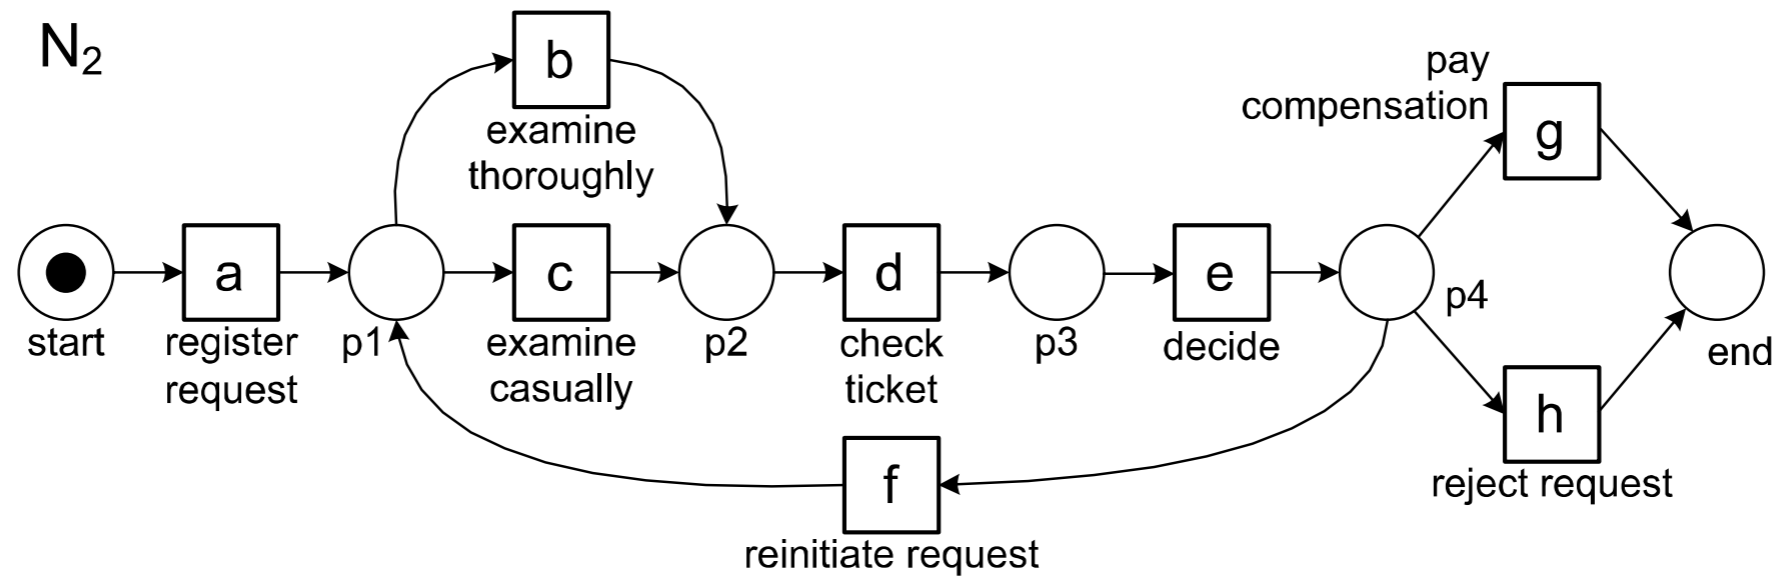 N₂
b
examine
thoroughly
pay
compensation
g
start
a
register
request
p1
c
examine
casually
p2
d
check
ticket
p3
e
decide
p4
end
h
reject request
f
reinitiate request